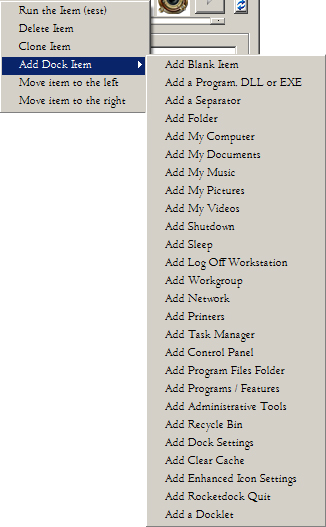 Run the Item (test)
Delete Item
Clone Item
Add Dock Item
Move item to the left
Move item to the right
Add Blank Item
Add a Program, DLL or EXE
Add a Separator
Add Folder
Add My Computer
Add My Documents
Add My Music
Add My Pictures
Add My Videos
Add Shutdown
Add Sleep
Add Log Off Workstation
Add Workgroup
Add Network
Add Printers
Add Task Manager
Add Control Panel
Add Program Files Folder
Add Programs / Features
Add Administrative Tools
Add Recycle Bin
Add Dock Settings
Add Clear Cache
Add Enhanced Icon Settings
Add Rocketdock Quit
Add a Docklet